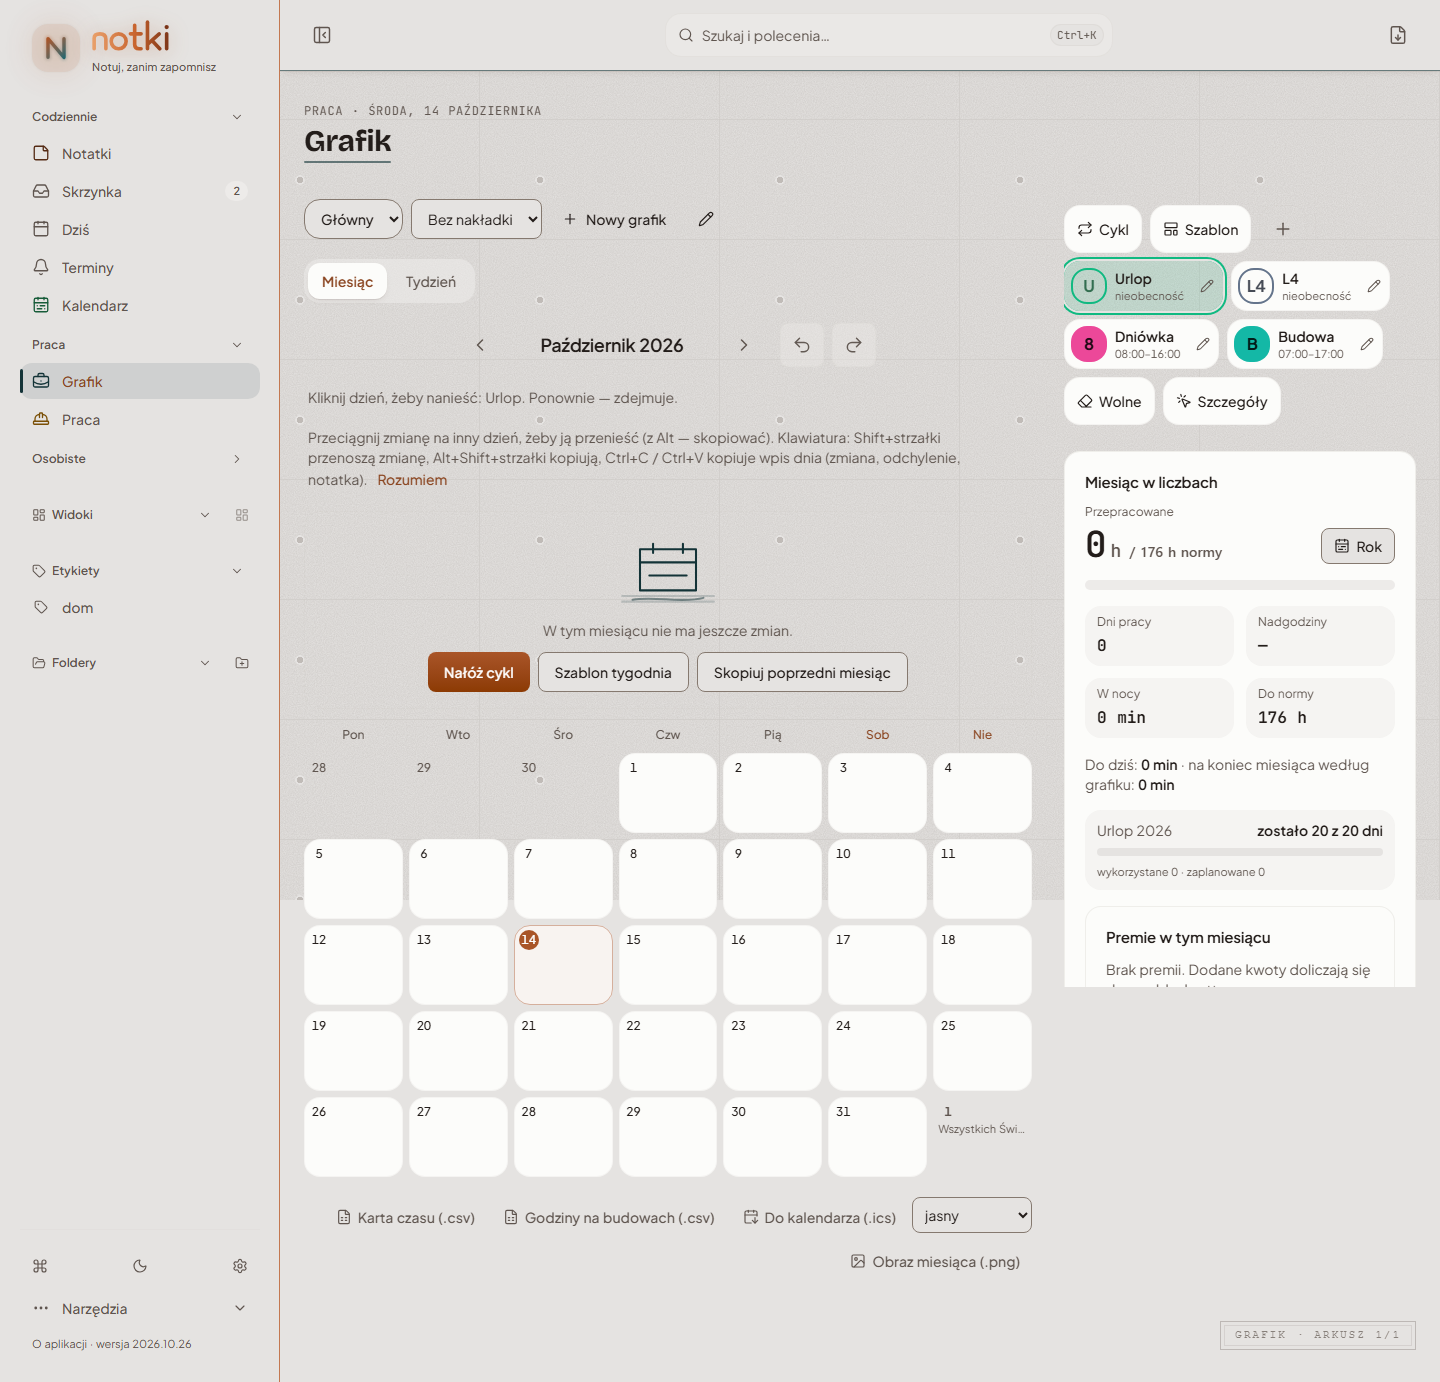 N
notki
Notuj, zanim zapomnisz
Codziennie
Notatki
Skrzynka 2
Dziś
Terminy
Kalendarz
Praca
Grafik
Praca
Osobiste
Widoki
Etykiety
dom
Foldery
Narzędzia
O aplikacji · wersja 2026.10.26
Szukaj i polecenia… Ctrl+K
PRACA · ŚRODA, 14 PAŹDZIERNIKA
Grafik
Główny Bez nakładki Nowy grafik
Miesiąc Tydzień
Październik 2026
Kliknij dzień, żeby nanieść: Urlop. Ponownie — zdejmuje.
Przeciągnij zmianę na inny dzień, żeby ją przenieść (z Alt — skopiować). Klawiatura: Shift+strzałki
przenoszą zmianę, Alt+Shift+strzałki kopiują, Ctrl+C / Ctrl+V kopiuje wpis dnia (zmiana, odchylenie,
notatka). Rozumiem
W tym miesiącu nie ma jeszcze zmian.
Nałóż cykl Szablon tygodnia Skopiuj poprzedni miesiąc
Pon Wto Śro Czw Pią Sob Nie
28 29 30 1 2 3 4
5 6 7 8 9 10 11
12 13 14 15 16 17 18
19 20 21 22 23 24 25
26 27 28 29 30 31 1
Wszystkich Świ…
Karta czasu (.csv) Godziny na budowach (.csv) Do kalendarza (.ics) jasny
Obraz miesiąca (.png)
Cykl Szablon
U Urlop
nieobecność
L4 L4
nieobecność
8 Dniówka
08:00–16:00
B Budowa
07:00–17:00
Wolne Szczegóły
Miesiąc w liczbach
Przepracowane
0 h / 176 h normy
Rok
Dni pracy
0
Nadgodziny
—
W nocy
0 min
Do normy
176 h
Do dziś: 0 min · na koniec miesiąca według
grafiku: 0 min
Urlop 2026 zostało 20 z 20 dni
wykorzystane 0 · zaplanowane 0
Premie w tym miesiącu
Brak premii. Dodane kwoty doliczają się
GRAFIK · ARKUSZ 1/1